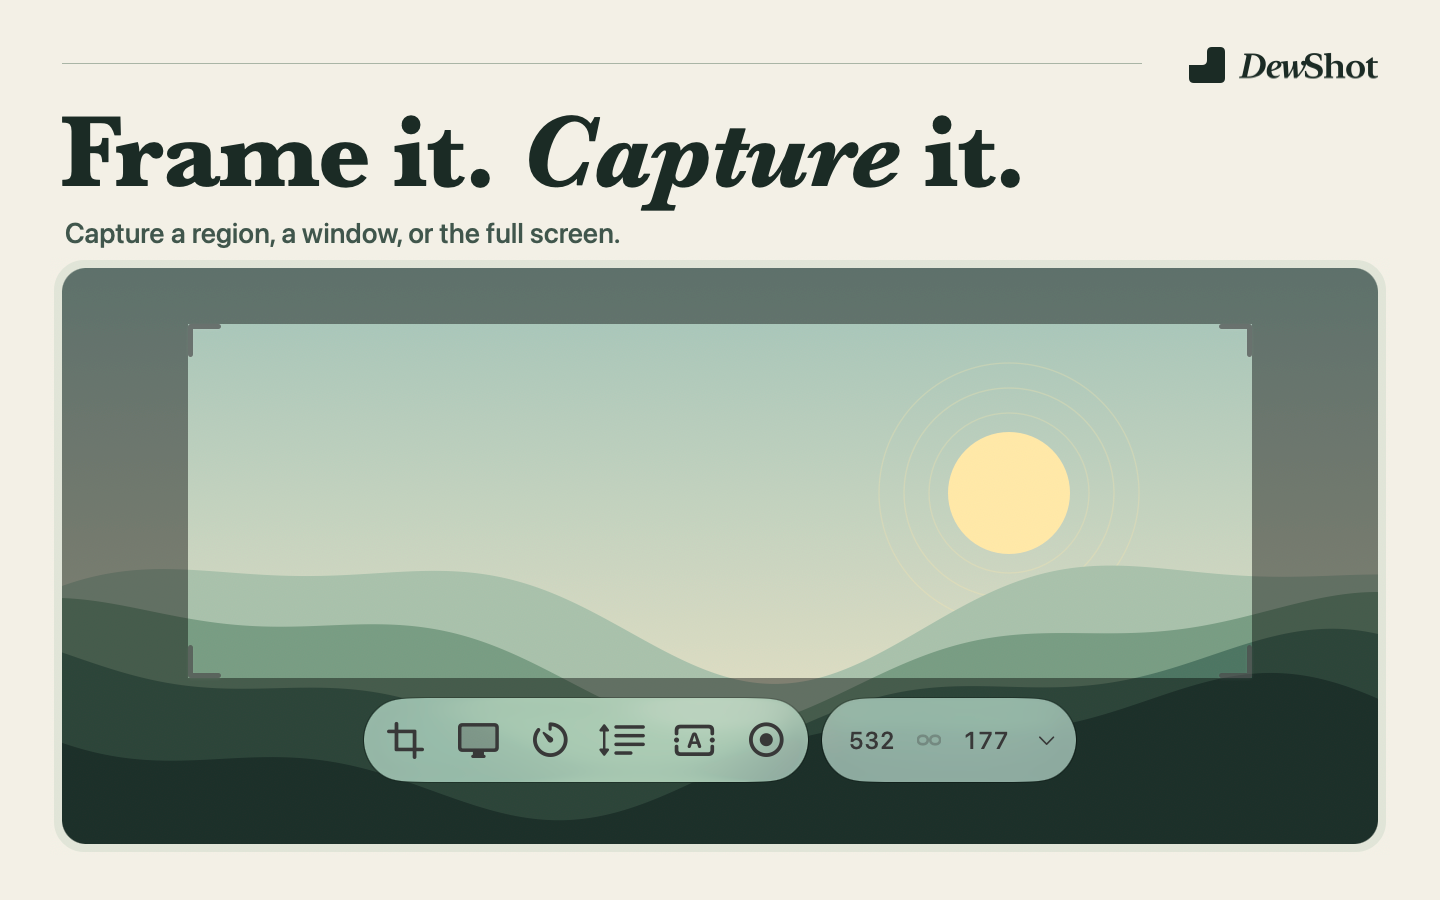 DewShot
Frame it. Capture it.
Capture a region, a window, or the full screen.
A
532 177